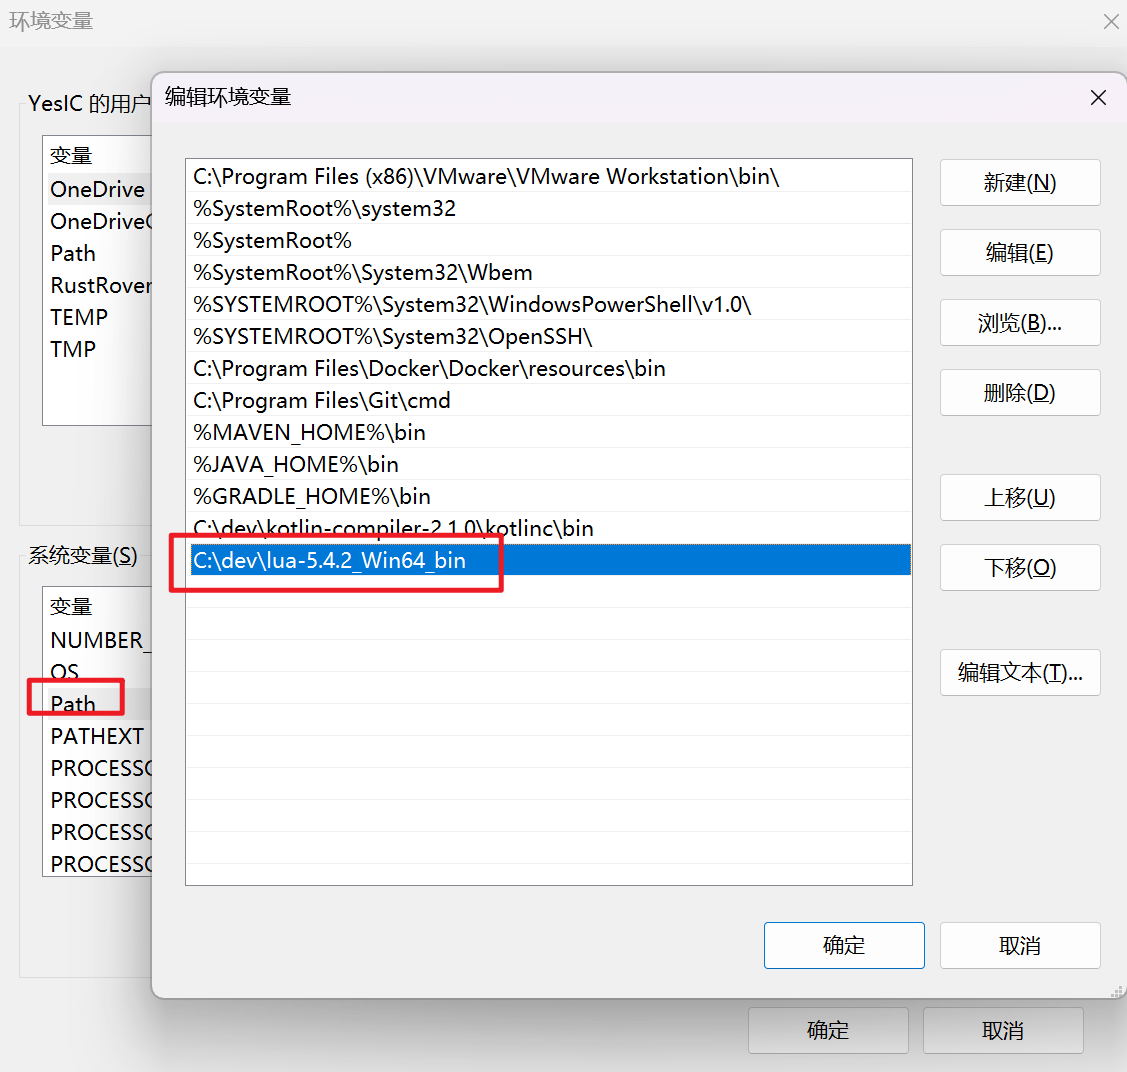 环境变量
编辑环境变量
YesIC 的用户
变量
OneDrive
OneDriveC
Path
RustRover
TEMP
TMP
C:\Program Files (x86)\VMware\VMware Workstation\bin\
%SystemRoot%\system32
%SystemRoot%
%SystemRoot%\System32\Wbem
%SYSTEMROOT%\System32\WindowsPowerShell\v1.0\
%SYSTEMROOT%\System32\OpenSSH\
C:\Program Files\Docker\Docker\resources\bin
C:\Program Files\Git\cmd
%MAVEN_HOME%\bin
%JAVA_HOME%\bin
%GRADLE_HOME%\bin
C:\dev\kotlin-compiler-2.1.0\kotlinc\bin
C:\dev\lua-5.4.2_Win64_bin
新建(N)
编辑(E)
浏览(B)...
删除(D)
上移(U)
下移(O)
编辑文本(T)...
系统变量(S)
变量
NUMBER_
OS
Path
PATHEXT
PROCESSO
PROCESSO
PROCESSO
PROCESSO
确定
取消
确定
取消